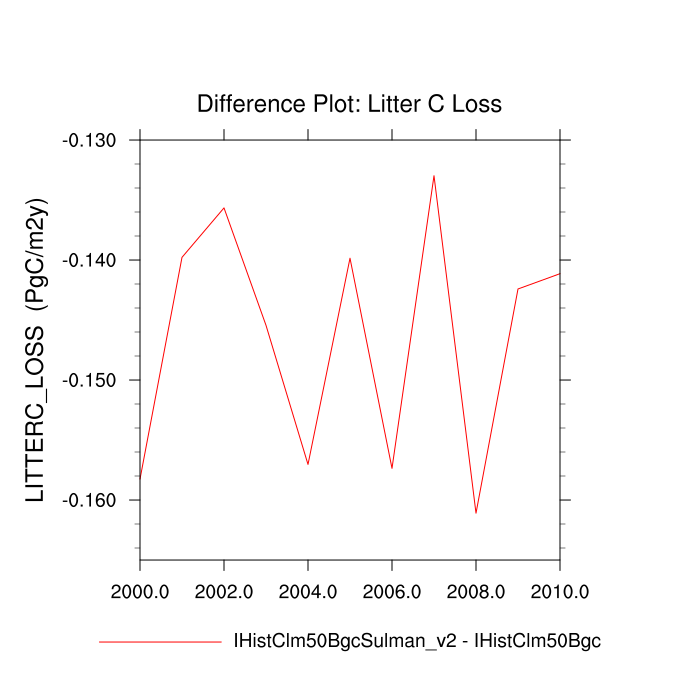 Difference Plot: Litter C Loss
LITTERC_LOSS (PgC/m2y)
-0.130
-0.140
-0.150
-0.160
2000.0 2002.0 2004.0 2006.0 2008.0 2010.0
IHistClm50BgcSulman_v2 - IHistClm50Bgc